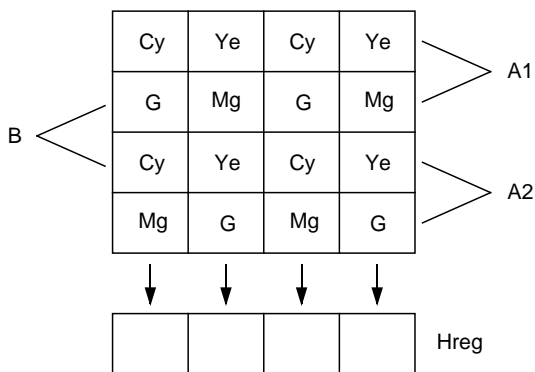 Cy Ye Cy Ye
A1
G Mg G Mg
B
Cy Ye Cy Ye
A2
Mg G Mg G
Hreg